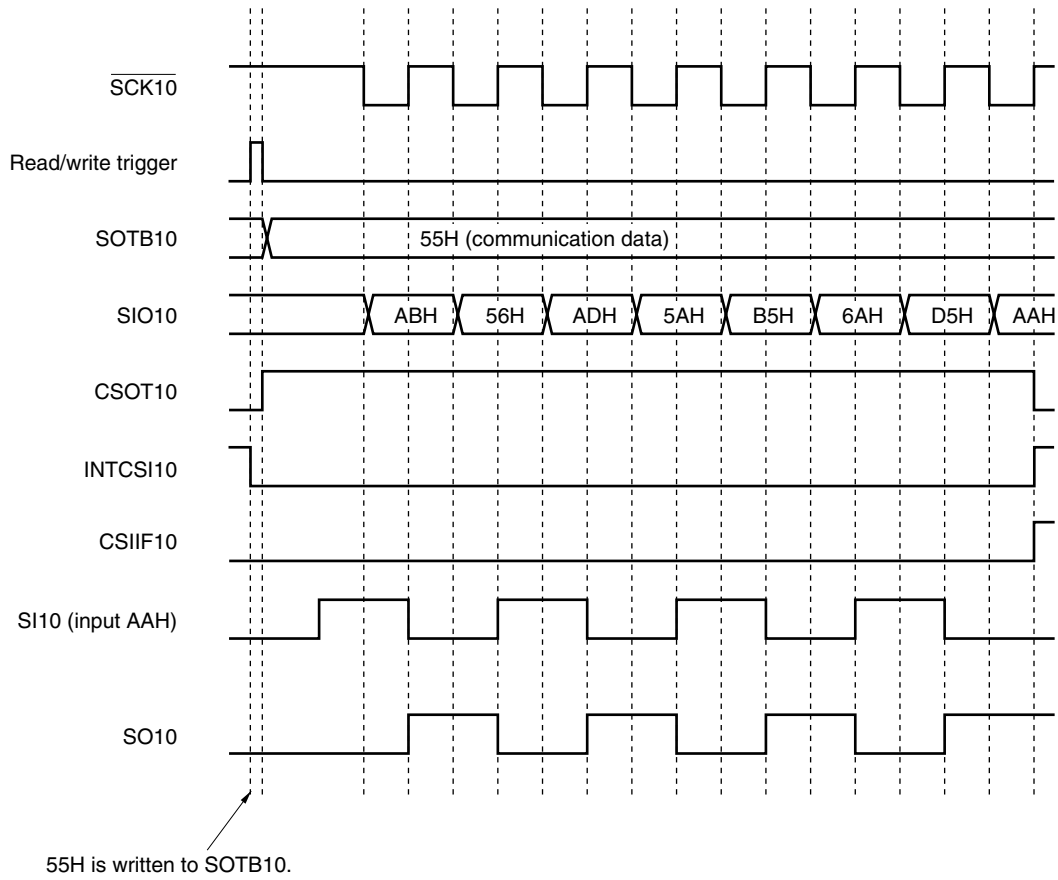 SCK10
Read/write trigger
SOTB10
55H (communication data)
SIO10
ABH 56H ADH 5AH B5H 6AH D5H AAH
CSOT10
INTCSI10
CSIIF10
SI10 (input AAH)
SO10
55H is written to SOTB10.